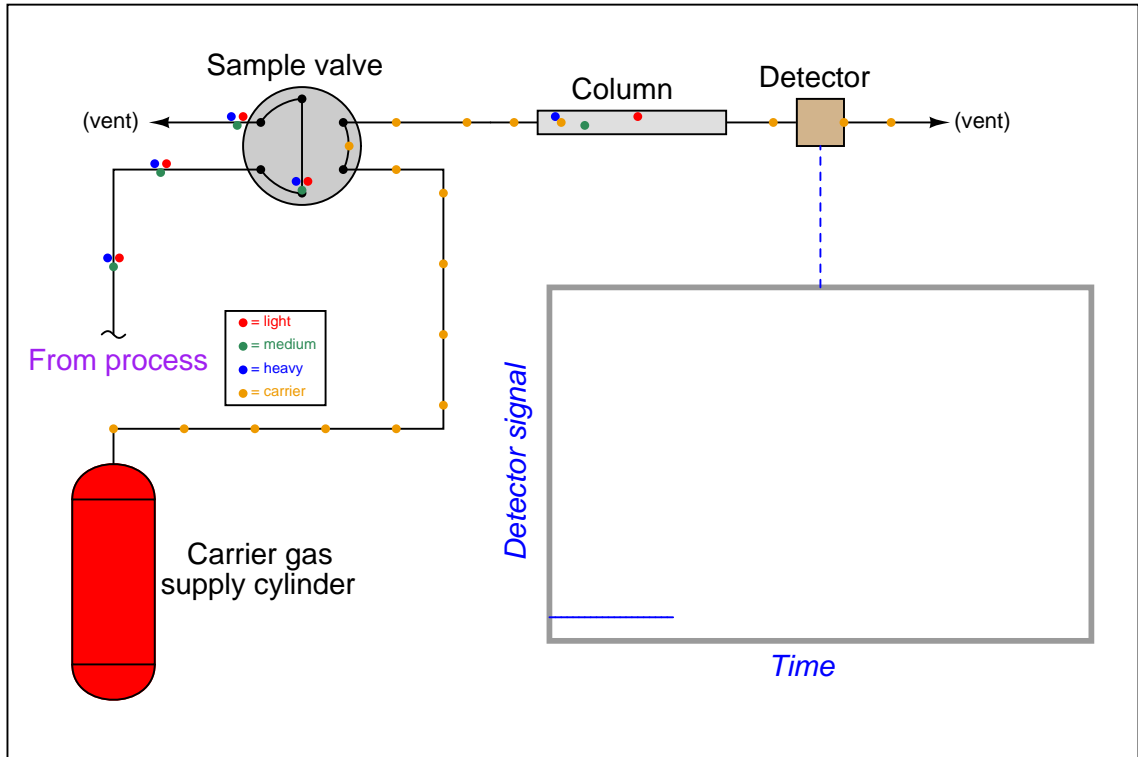 Sample valve
Column
Detector
(vent)
(vent)
= light
= medium
= heavy
= carrier
From process
Detector signal
Carrier gas
supply cylinder
Time